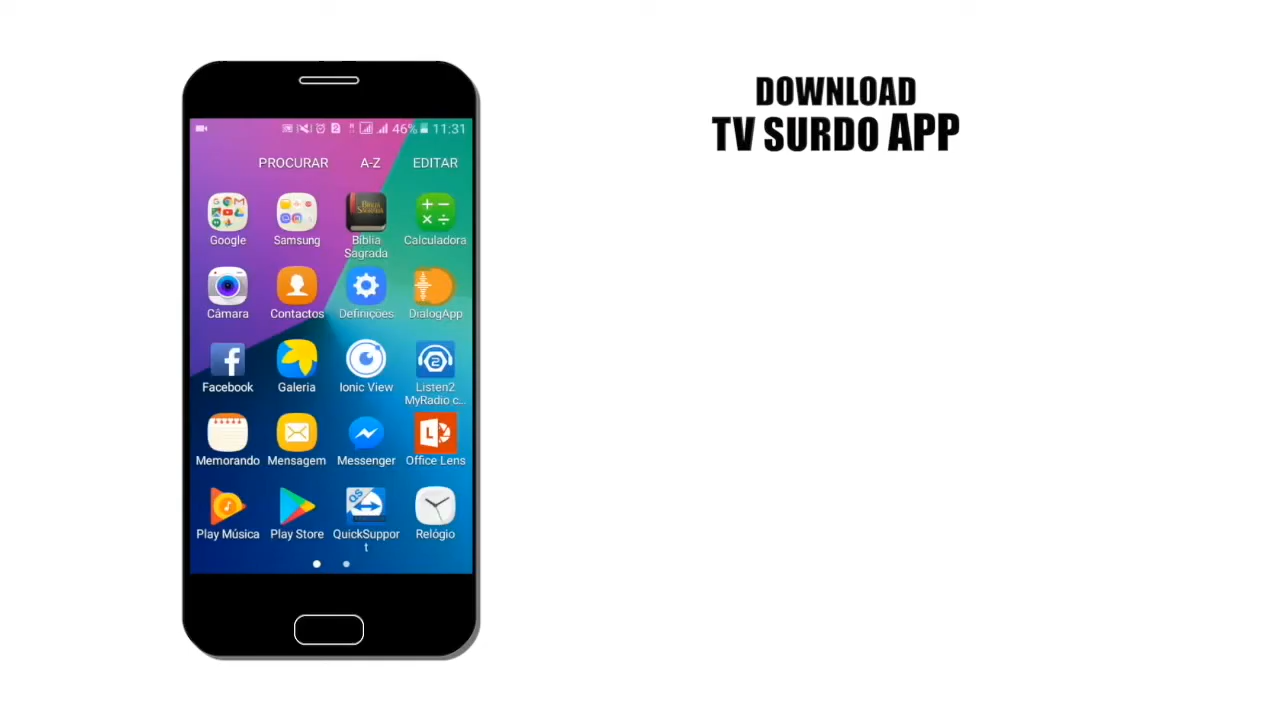 DOWNLOAD
TV SURDO APP
46% 11:31
PROCURAR A-Z EDITAR
Google Samsung Bíblia Sagrada Calculadora
Câmara Contactos Definições DialogApp
Facebook Galeria Ionic View Listen2
MyRadio c...
Memorando Mensagem Messenger Office Lens
Play Música Play Store QuickSuppor
t
Relógio